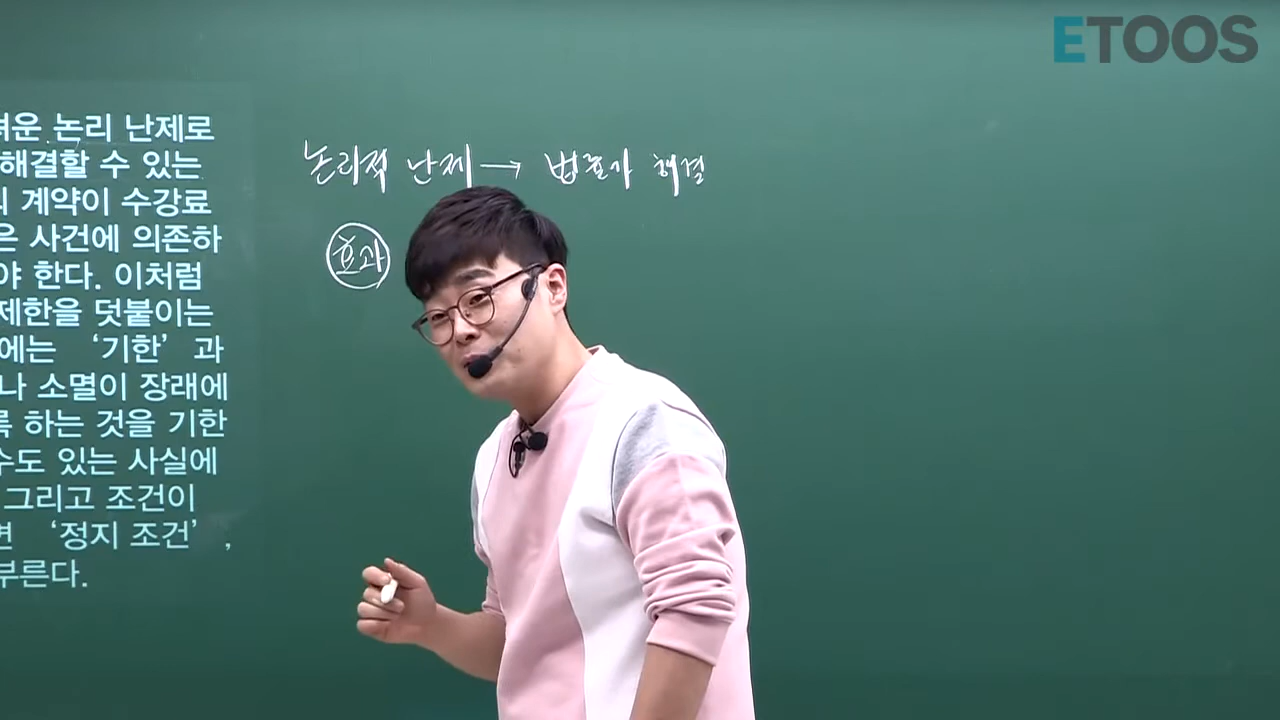 ETOOS
려운 논리 난제로
해결할 수 있는
의 계약이 수강료
은 사건에 의존하
야 한다. 이처럼
제한을 덧붙이는
에는 ‘기한’ 과
나 소멸이 장래에
록 하는 것을 기한
수도 있는 사실에
그리고 조건이
면 ‘정지 조건’ ,
부른다.
논리적 난제 → 법률가 해결
효과